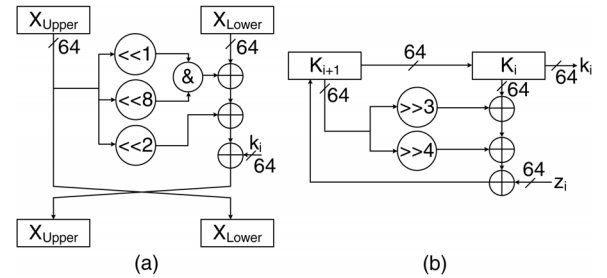 X_Upper X_Lower
64 64
<<1
&
<<8
<<2
k_i
64
X_Upper X_Lower
(a)
64
K_{i+1} K_i k_i
64 64 64
>>3
>>4
64
z_i
(b)